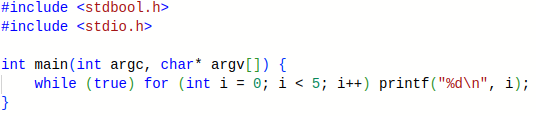 #include <stdbool.h>
#include <stdio.h>

int main(int argc, char* argv[]) {
    while (true) for (int i = 0; i < 5; i++) printf("%d\n", i);
}